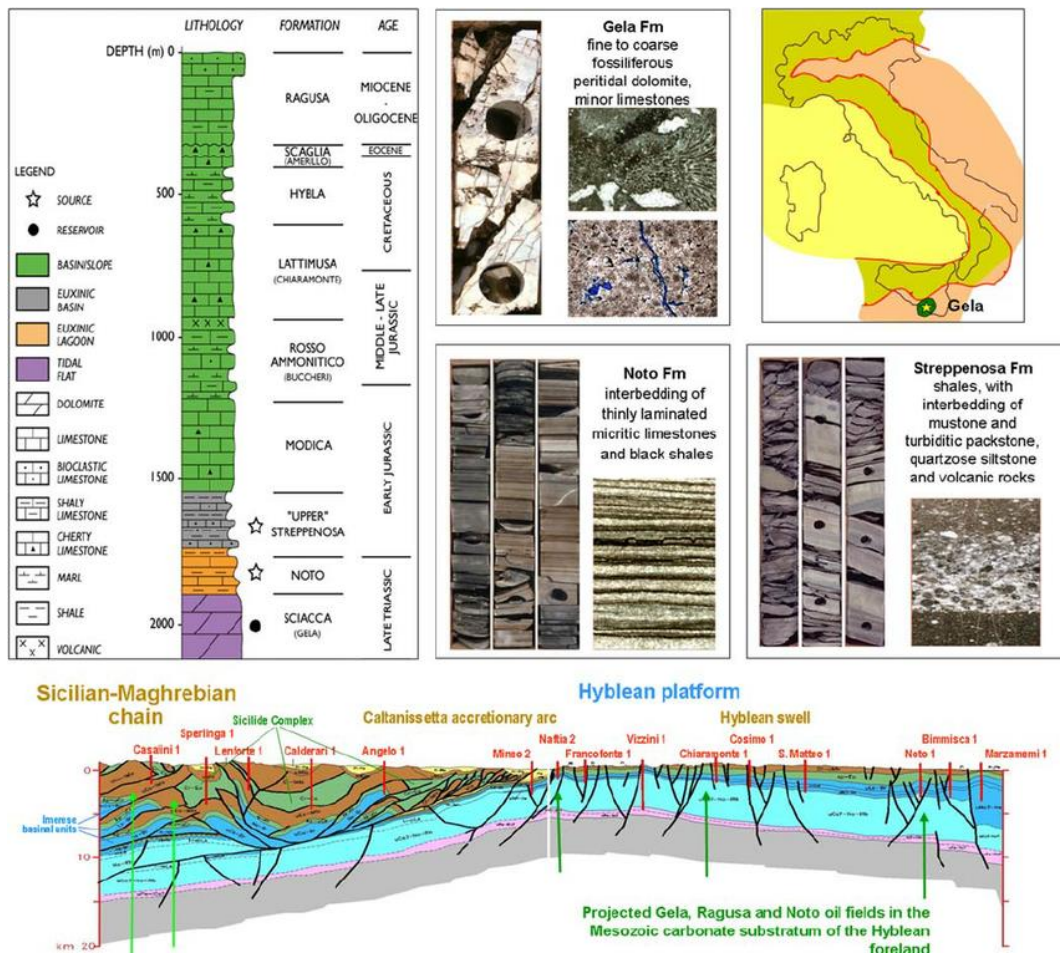 LITHOLOGY FORMATION AGE
DEPTH (m) 0
500
1000
1500
2000
RAGUSA
SCAGLIA
(AMERILLO)
HYBLA
LATTIMUSA
(CHIARAMONTE)
ROSSO
AMMONITICO
(BUCCHERI)
MODICA
"UPPER"
STREPPENOSA
NOTO
SCIACCA
(GELA)
MIOCENE
-
OLIGOCENE
EOCENE
CRETACEOUS
MIDDLE - LATE
JURASSIC
EARLY JURASSIC
LATE TRIASSIC
LEGEND
SOURCE
RESERVOIR
BASIN/SLOPE
EUXINIC
BASIN
EUXINIC
LAGOON
TIDAL
FLAT
DOLOMITE
LIMESTONE
BIOCLASTIC
LIMESTONE
SHALY
LIMESTONE
CHERTY
LIMESTONE
MARL
SHALE
VOLCANIC
Gela Fm
fine to coarse
fossiliferous
peritidal dolomite,
minor limestones
Gela
Noto Fm
interbedding of
thinly laminated
micritic limestones
and black shales
Streppenosa Fm
shales, with
interbedding of
mustone and
turbiditic packstone,
quartzose siltstone
and volcanic rocks
Sicilian-Maghrebian
chain
Hyblean platform
Sicilide Complex
Caltanissetta accretionary arc
Hyblean swell
Casalini 1
Sperlinga 1
Lenforte 1
Calderari 1
Angelo 1
Mineo 2
Naftia 2
Francofonte 1
Vizzini 1
Chiaramonte 1
Cosimo 1
S. Matteo 1
Noto 1
Bimmisca 1
Marzamemi 1
Imerese
basinal units
0
10
km 20
Projected Gela, Ragusa and Noto oil fields in the
Mesozoic carbonate substratum of the Hyblean
foreland